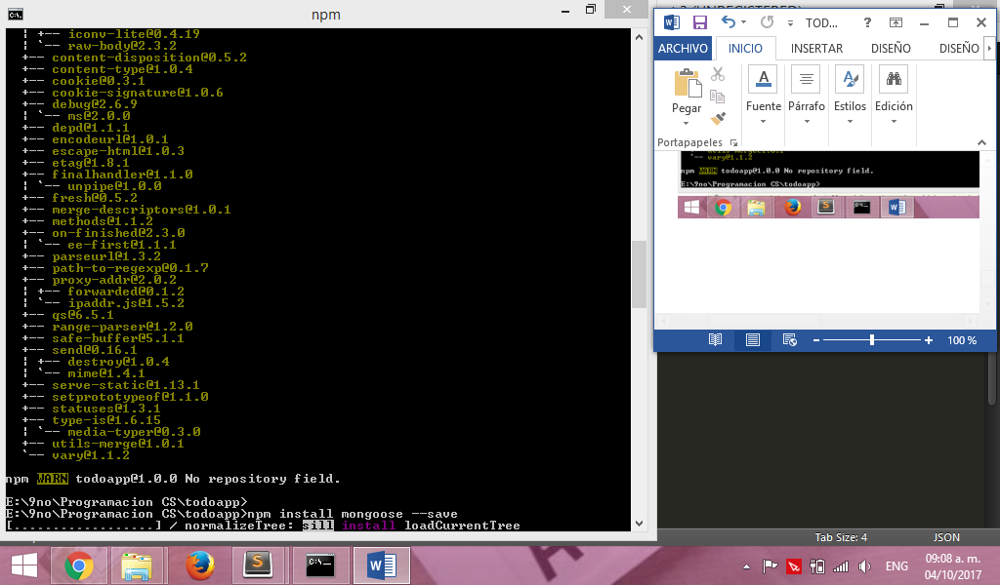 npm
| +-- iconv-lite@0.4.19
| `-- raw-body@2.3.2
+-- content-disposition@0.5.2
+-- content-type@1.0.4
+-- cookie@0.3.1
+-- cookie-signature@1.0.6
+-- debug@2.6.9
| `-- ms@2.0.0
+-- depd@1.1.1
+-- encodeurl@1.0.1
+-- escape-html@1.0.3
+-- etag@1.8.1
+-- finalhandler@1.1.0
| `-- unpipe@1.0.0
+-- fresh@0.5.2
+-- merge-descriptors@1.0.1
+-- methods@1.1.2
+-- on-finished@2.3.0
| `-- ee-first@1.1.1
+-- parseurl@1.3.2
+-- path-to-regexp@0.1.7
+-- proxy-addr@2.0.2
| +-- forwarded@0.1.2
| `-- ipaddr.js@1.5.2
+-- qs@6.5.1
+-- range-parser@1.2.0
+-- safe-buffer@5.1.1
+-- send@0.16.1
| +-- destroy@1.0.4
| `-- mime@1.4.1
+-- serve-static@1.13.1
+-- setprototypeof@1.1.0
+-- statuses@1.3.1
+-- type-is@1.6.15
| `-- media-typer@0.3.0
+-- utils-merge@1.0.1
`-- vary@1.1.2
npm WARN todoapp@1.0.0 No repository field.
E:\9no\Programacion CS\todoapp>
E:\9no\Programacion CS\todoapp>npm install mongoose --save
[.................] / normalizeTree: sill install loadCurrentTree
TOD...
ARCHIVO INICIO INSERTAR DISEÑO DISEÑO
Pegar Fuente Párrafo Estilos Edición
Portapapeles
`-- vary@1.1.2
npm WARN todoapp@1.0.0 No repository field.
E:\9no\Programacion CS\todoapp>
100 %
Tab Size: 4 JSON
ENG
09:08 a. m.
04/10/2017